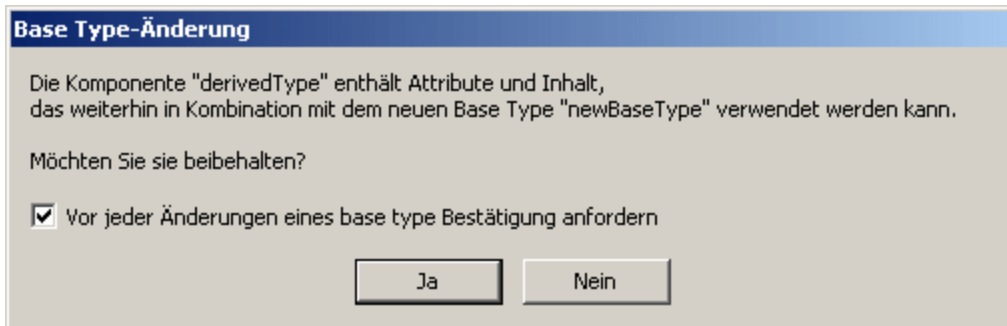 Base Type-Änderung
Die Komponente "derivedType" enthält Attribute und Inhalt,
das weiterhin in Kombination mit dem neuen Base Type "newBaseType" verwendet werden kann.
Möchten Sie sie beibehalten?
Vor jeder Änderungen eines base type Bestätigung anfordern
Ja
Nein